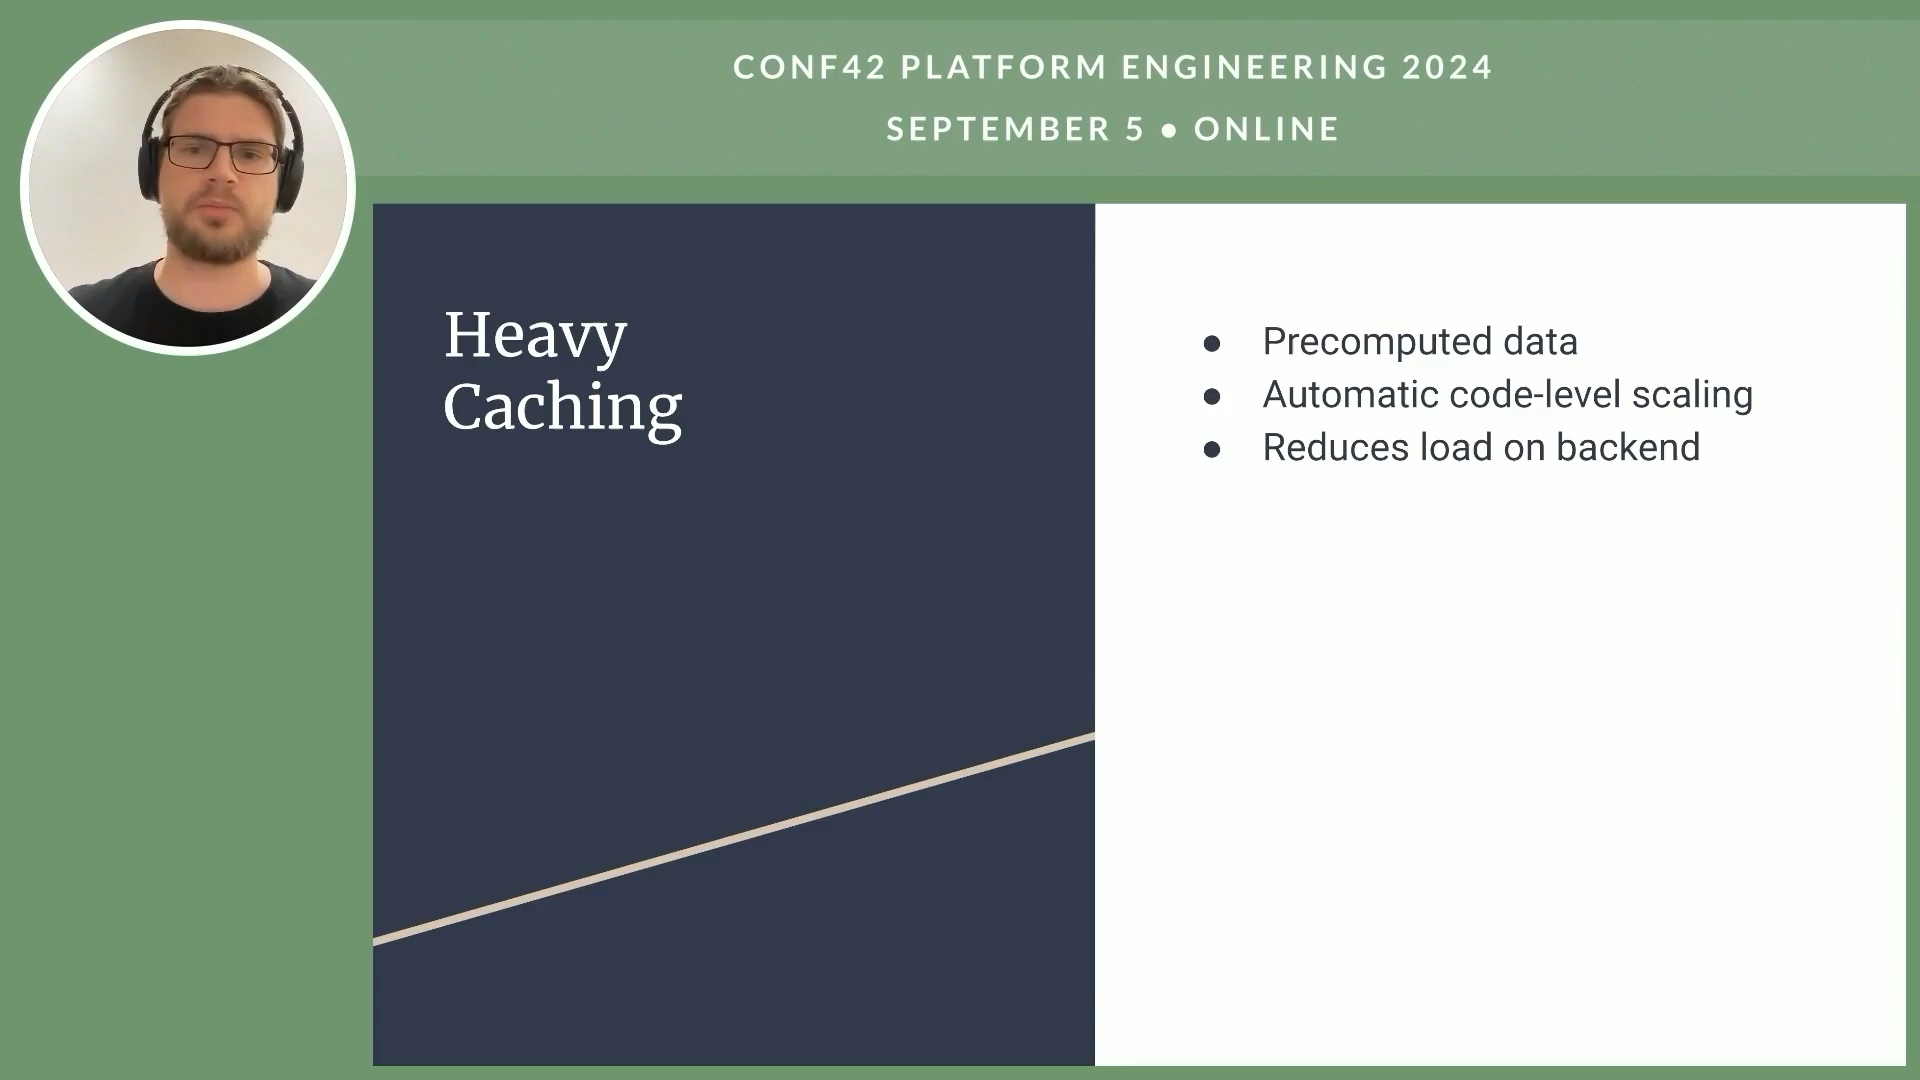 CONF42 PLATFORM ENGINEERING 2024
SEPTEMBER 5 ● ONLINE
Heavy
Caching
● Precomputed data
● Automatic code-level scaling
● Reduces load on backend